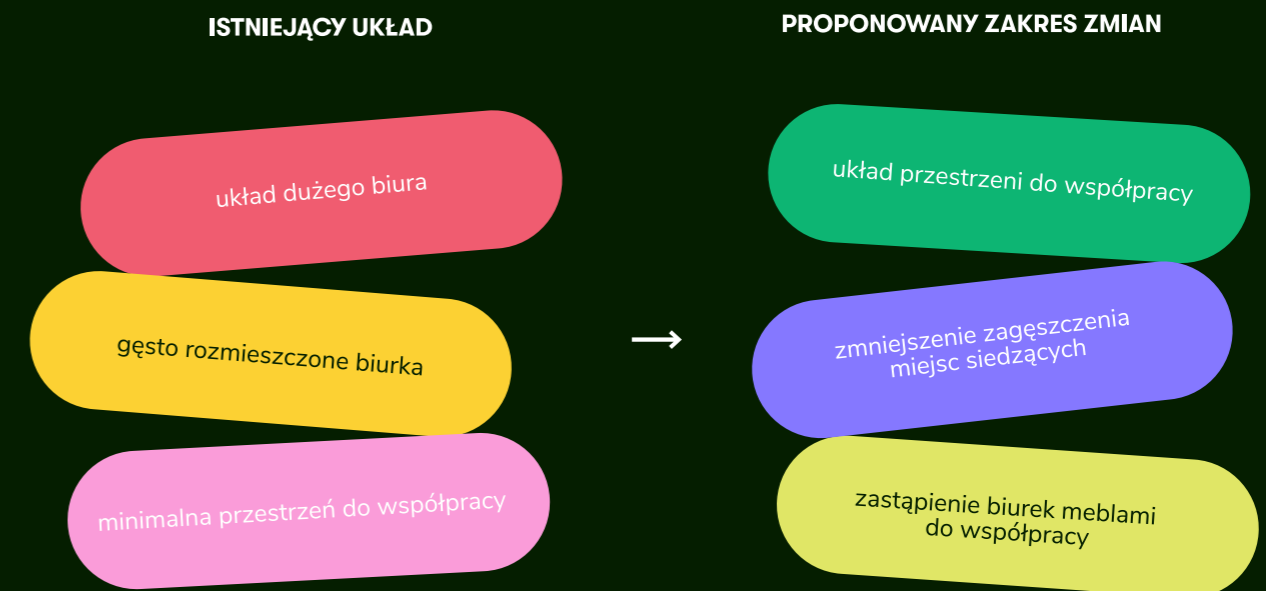 ISTNIEJĄCY UKŁAD
układ dużego biura
gęsto rozmieszczone biurka
minimalna przestrzeń do współpracy
→
PROPONOWANY ZAKRES ZMIAN
układ przestrzeni do współpracy
zmniejszenie zagęszczenia
miejsc siedzących
zastąpienie biurek meblami
do współpracy